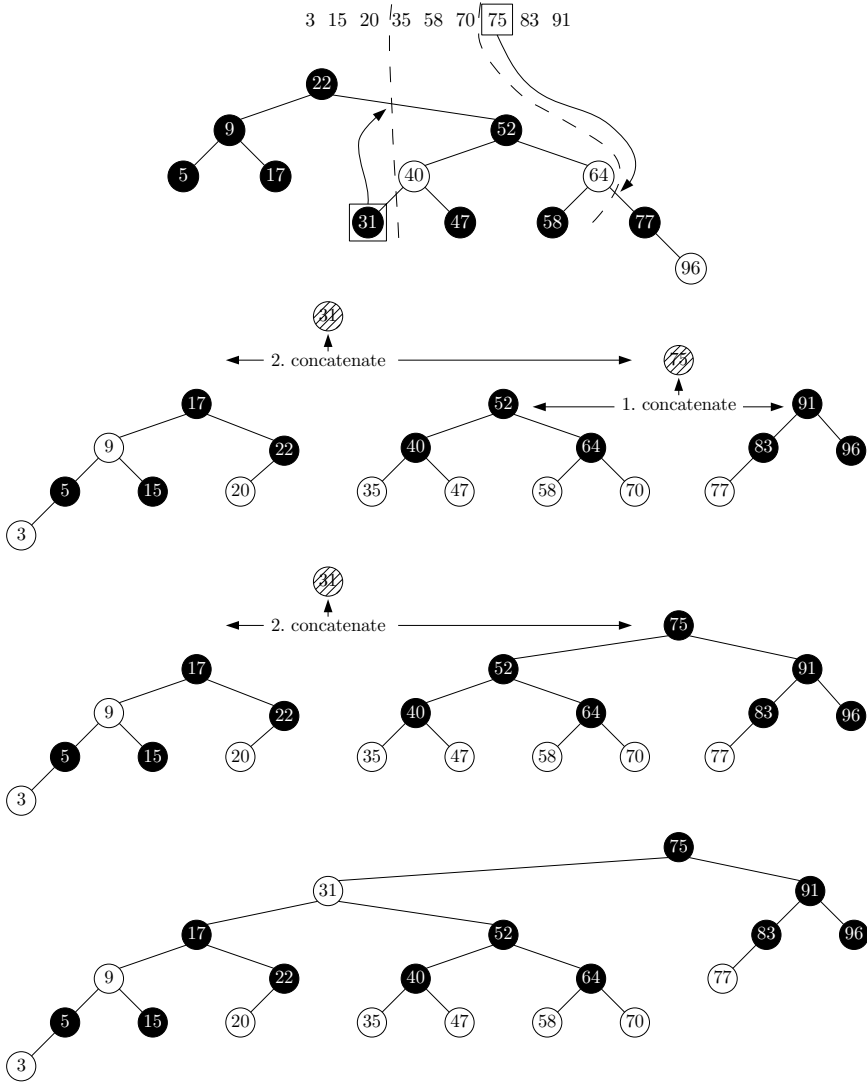 3 15 20 35 58 70 75 83 91
22
9 52
5 17 40 64
31 47 58 77
96
31
2. concatenate 75
17 52 1. concatenate 91
9 22 40 64 83 96
5 15 20 35 47 58 70 77
3
31
2. concatenate 75
17 52 91
9 22 40 64 83 96
5 15 20 35 47 58 70 77
3
75
31 91
17 52 83 96
9 22 40 64 77
5 15 20 35 47 58 70
3